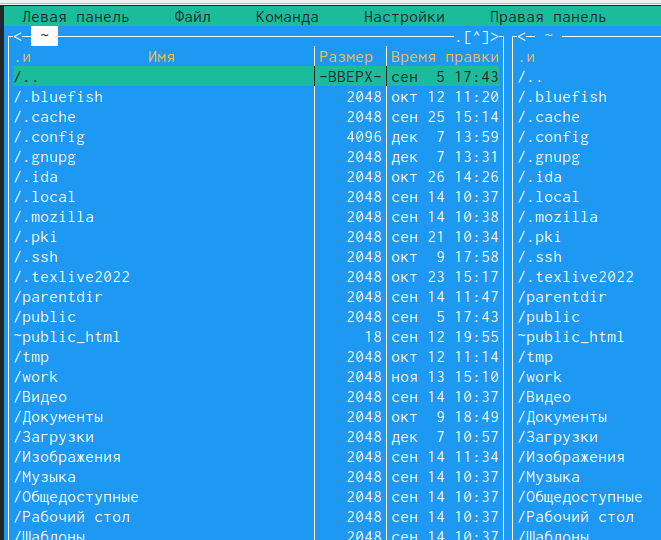 Левая панель Файл Команда Настройки Правая панель
<─ ~ .[^]> <─ ~
.и Имя Размер Время правки .и
/.. -ВВЕРХ- сен 5 17:43 /..
/.bluefish 2048 окт 12 11:20 /.bluefish
/.cache 2048 сен 25 15:14 /.cache
/.config 4096 дек 7 13:59 /.config
/.gnupg 2048 дек 7 13:31 /.gnupg
/.ida 2048 окт 26 14:26 /.ida
/.local 2048 сен 14 10:37 /.local
/.mozilla 2048 сен 14 10:38 /.mozilla
/.pki 2048 сен 21 10:34 /.pki
/.ssh 2048 окт 9 17:58 /.ssh
/.texlive2022 2048 окт 23 15:17 /.texlive2022
/parentdir 2048 сен 14 11:47 /parentdir
/public 2048 сен 5 17:43 /public
~public_html 18 сен 12 19:55 ~public_html
/tmp 2048 окт 12 11:14 /tmp
/work 2048 ноя 13 15:10 /work
/Видео 2048 сен 14 10:37 /Видео
/Документы 2048 окт 9 18:49 /Документы
/Загрузки 2048 дек 7 10:57 /Загрузки
/Изображения 2048 сен 14 11:34 /Изображения
/Музыка 2048 сен 14 10:37 /Музыка
/Общедоступные 2048 сен 14 10:37 /Общедоступные
/Рабочий стол 2048 сен 14 10:37 /Рабочий стол
/Шаблоны 2048 сен 14 10:37 /Шаблоны